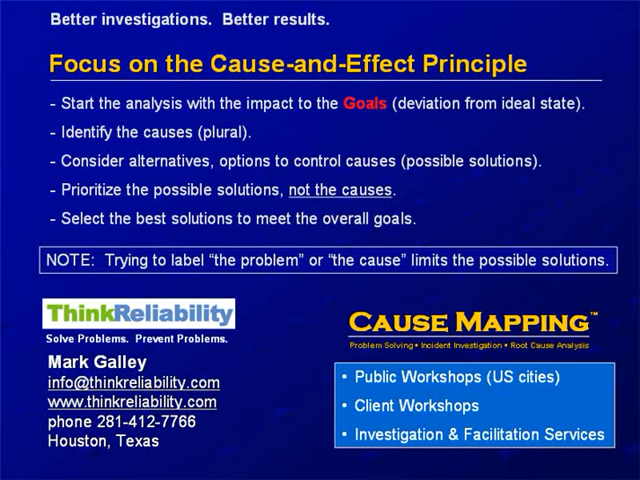 Better investigations.  Better results.
Focus on the Cause-and-Effect Principle
- Start the analysis with the impact to the Goals (deviation from ideal state).
- Identify the causes (plural).
- Consider alternatives, options to control causes (possible solutions).
- Prioritize the possible solutions, not the causes.
- Select the best solutions to meet the overall goals.
NOTE:  Trying to label “the problem” or “the cause” limits the possible solutions.
ThinkReliability
Solve Problems.  Prevent Problems.
Mark Galley
info@thinkreliability.com
www.thinkreliability.com
phone 281-412-7766
Houston, Texas
CAUSE MAPPING™
Problem Solving • Incident Investigation • Root Cause Analysis
• Public Workshops (US cities)
• Client Workshops
• Investigation & Facilitation Services